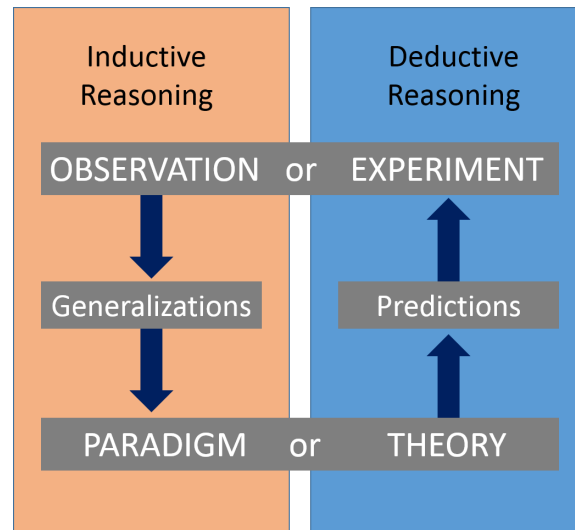 Inductive
Reasoning
Deductive
Reasoning
OBSERVATION or EXPERIMENT
Generalizations
Predictions
PARADIGM or THEORY